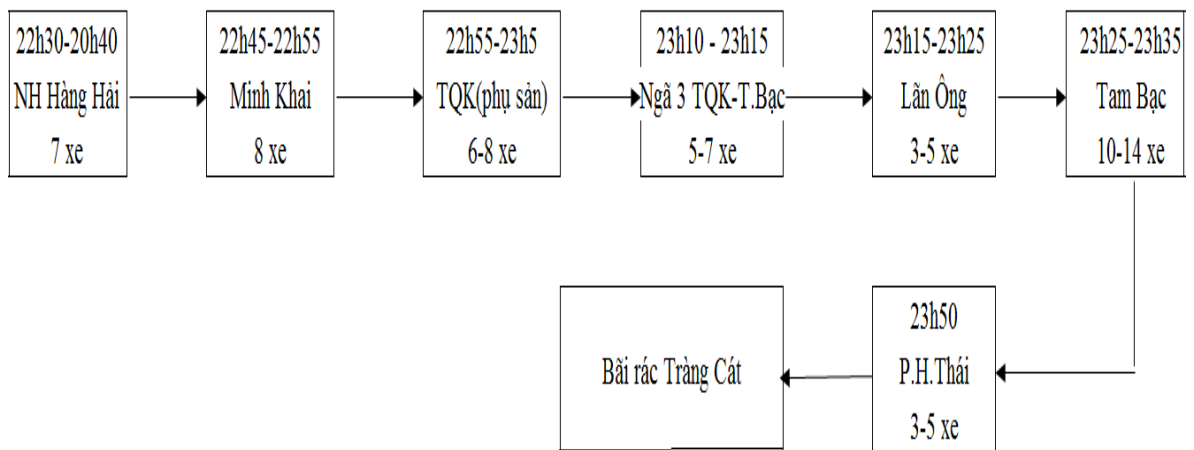 22h30-20h40
NH Hàng Hải
7 xe
22h45-22h55
Minh Khai
8 xe
22h55-23h5
TQK(phụ sản)
6-8 xe
23h10 - 23h15
Ngã 3 TQK-T.Bạc
5-7 xe
23h15-23h25
Lãn Ông
3-5 xe
23h25-23h35
Tam Bạc
10-14 xe
23h50
P.H.Thái
3-5 xe
Bãi rác Tràng Cát